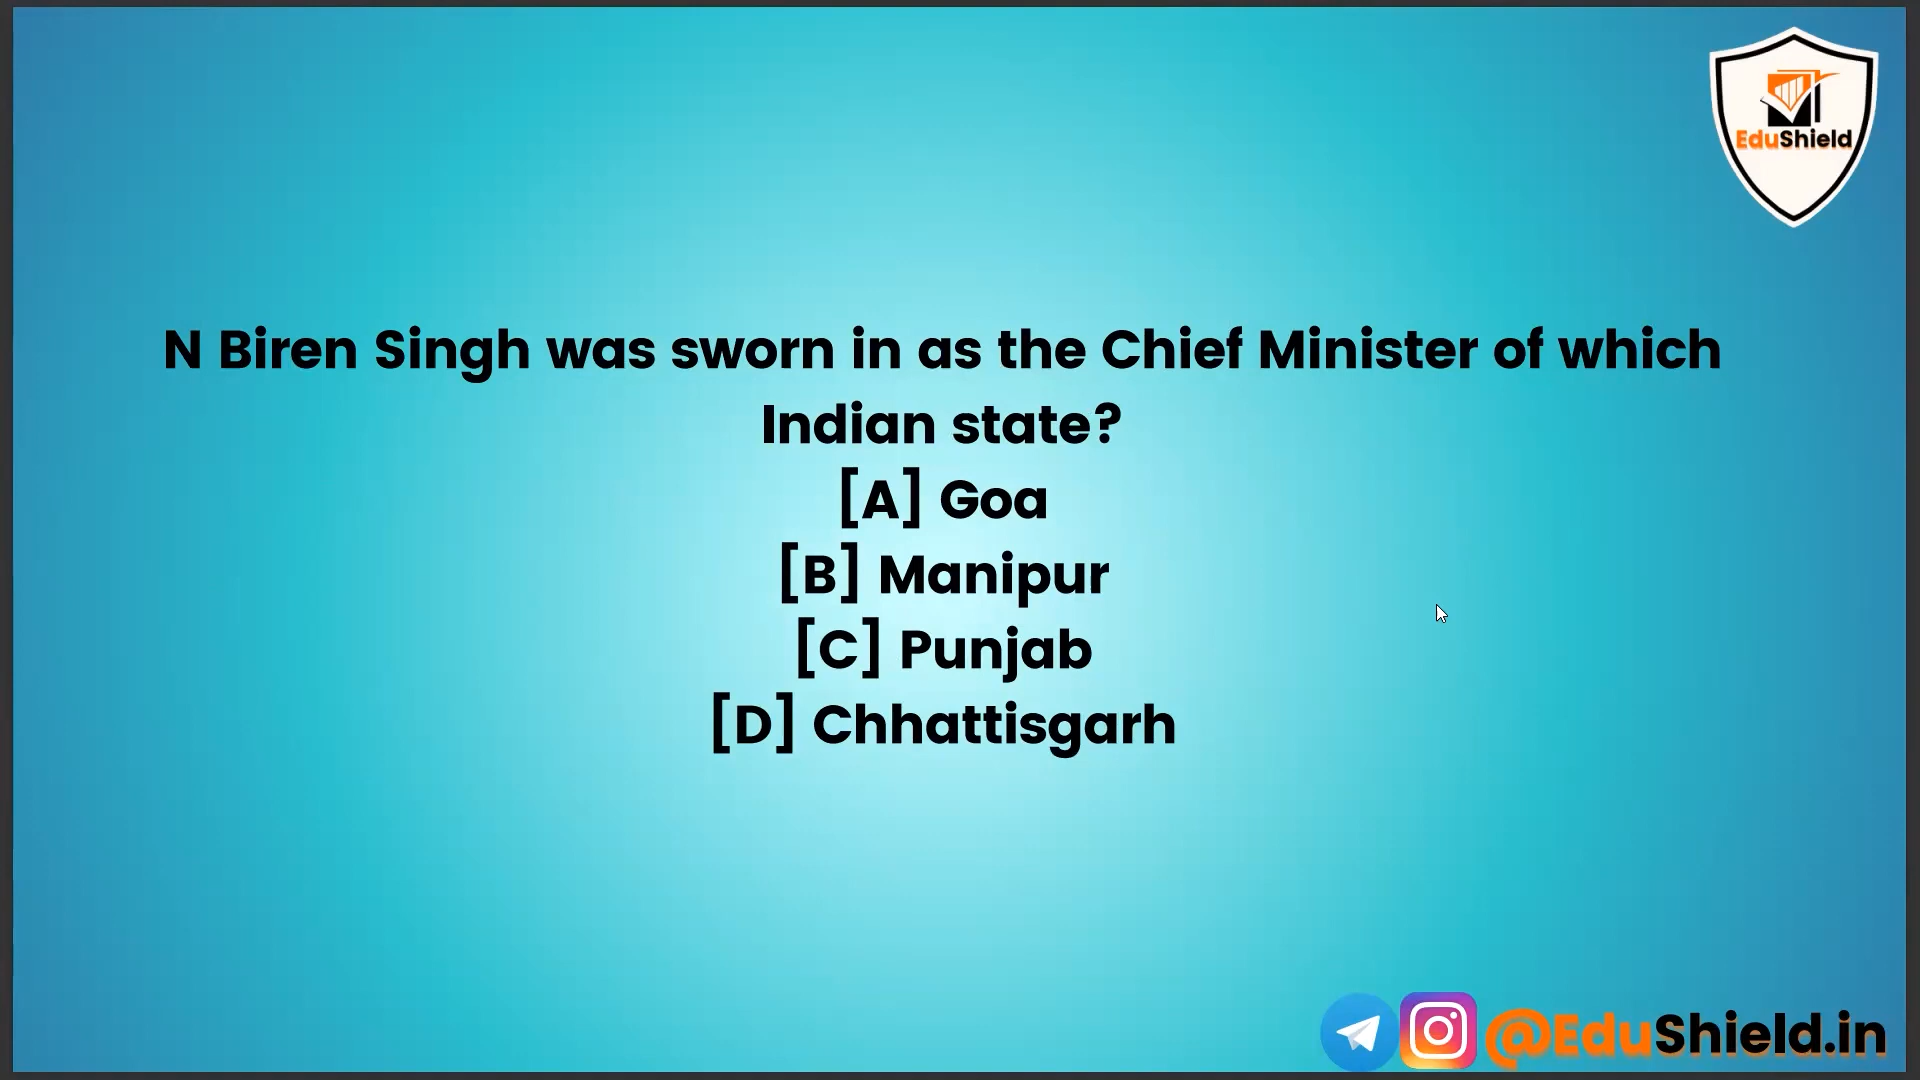 EduShield
N Biren Singh was sworn in as the Chief Minister of which
Indian state?
[A] Goa
[B] Manipur
[C] Punjab
[D] Chhattisgarh
@EduShield.in